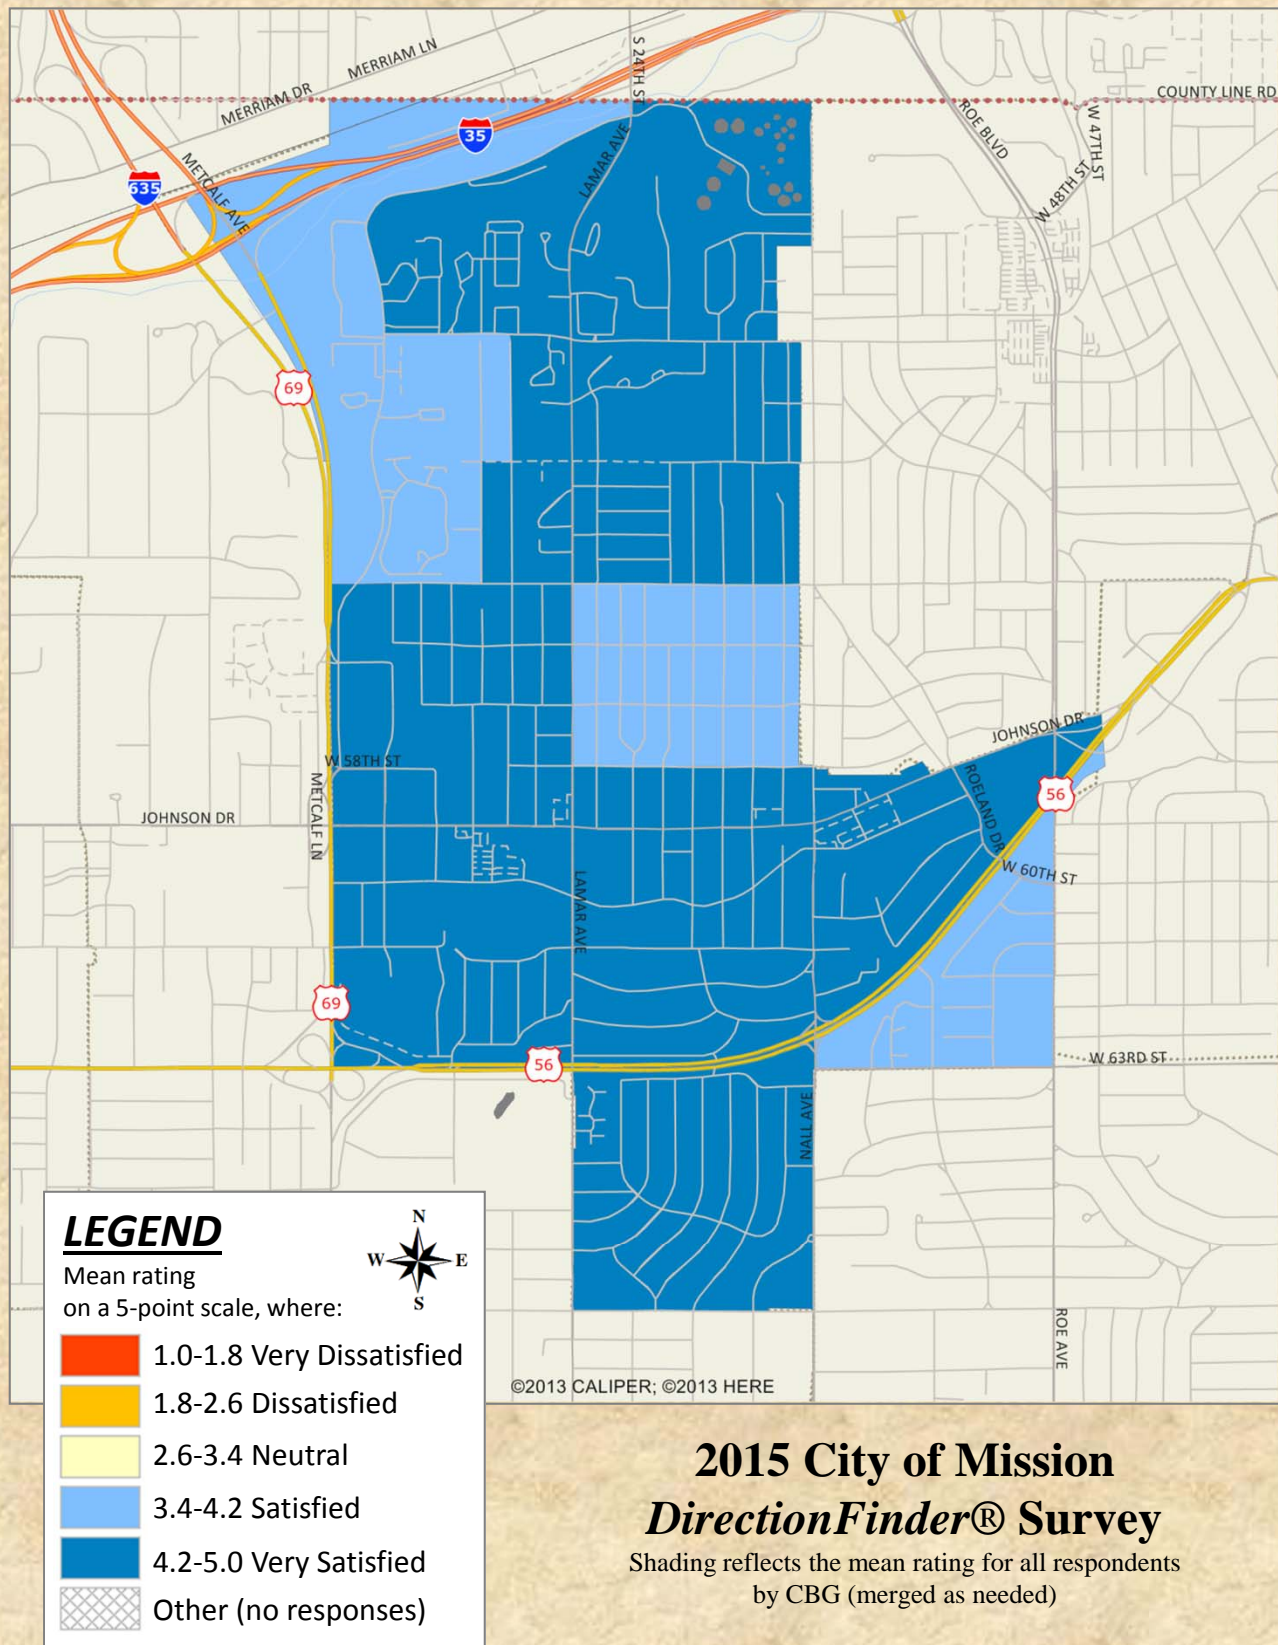 COUNTY LINE RD
S 24TH ST
MERRIAM LN
MERRIAM DR
ROE BLVD
W 47TH ST
35
LAMAR AVE
W 48TH ST
METCALF AVE
635
69
JOHNSON DR
W 58TH ST
ROELAND DR
56
METCALF LN
JOHNSON DR
W 60TH ST
LAMAR AVE
69
56
W 63RD ST
NALL AVE
ROE AVE
LEGEND
N
W E
S
Mean rating
on a 5-point scale, where:
1.0-1.8 Very Dissatisfied
1.8-2.6 Dissatisfied
2.6-3.4 Neutral
3.4-4.2 Satisfied
4.2-5.0 Very Satisfied
Other (no responses)
©2013 CALIPER; ©2013 HERE
2015 City of Mission
DirectionFinder® Survey
Shading reflects the mean rating for all respondents
by CBG (merged as needed)